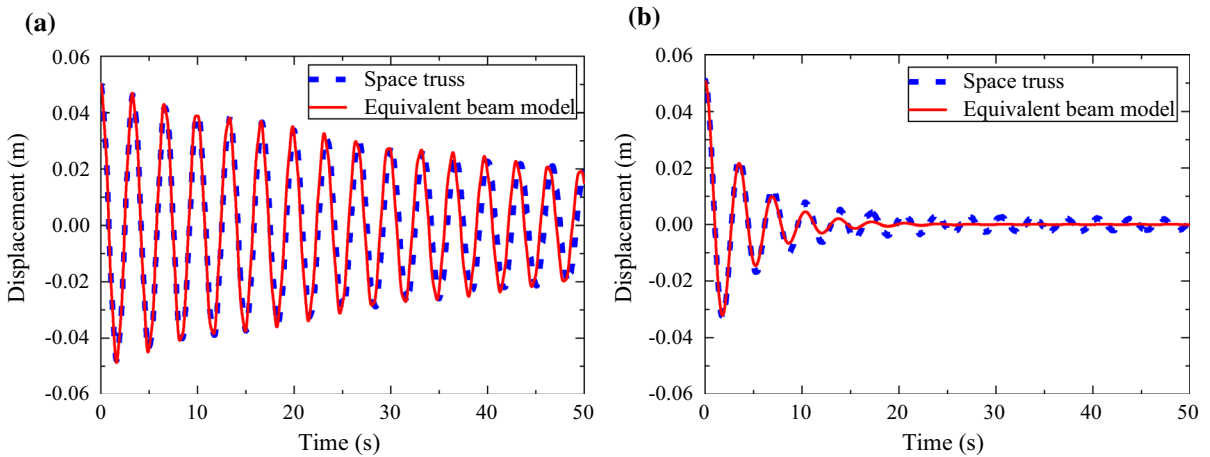 (a)
0.06
0.04
0.02
0.00
-0.02
-0.04
-0.06
Displacement (m)
Space truss
Equivalent beam model
0 10 20 30 40 50
Time (s)
(b)
0.06
0.04
0.02
0.00
-0.02
-0.04
-0.06
Displacement (m)
Space truss
Equivalent beam model
0 10 20 30 40 50
Time (s)